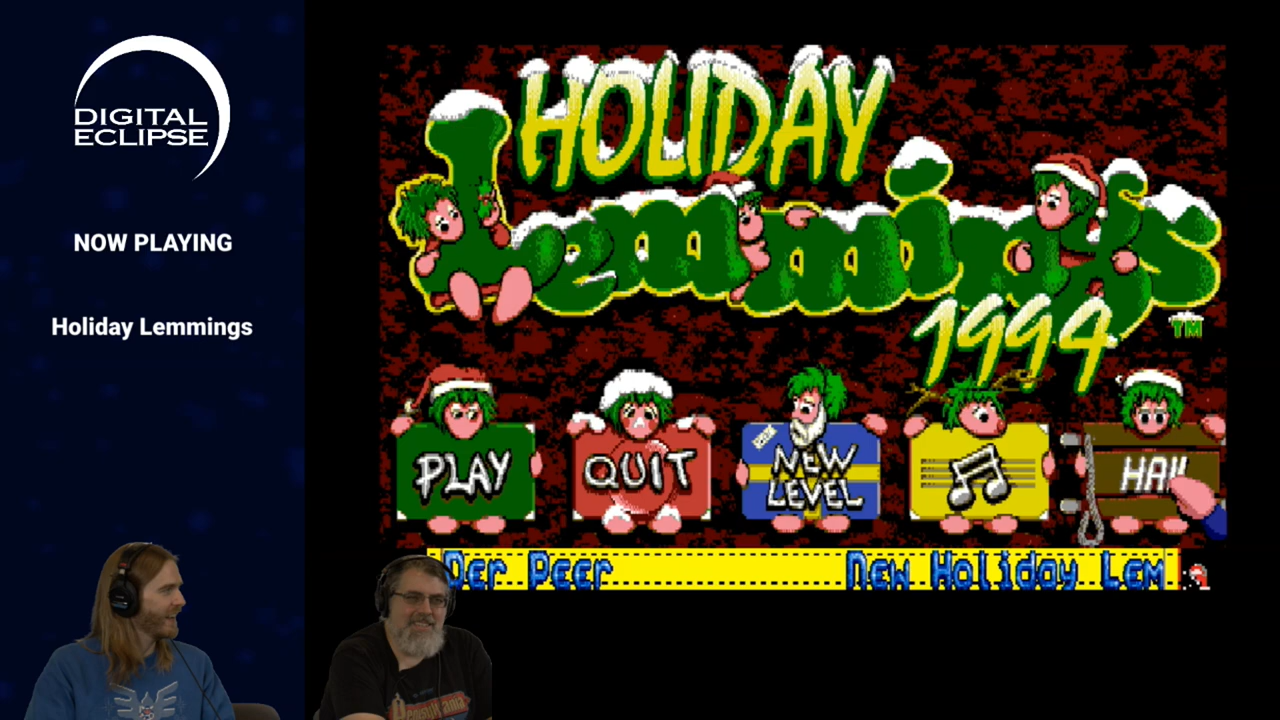 DIGITAL
ECLIPSE
NOW PLAYING
Holiday Lemmings
HOLIDAY
Lemmings
1994
TM
PLAY
QUIT
NEW
LEVEL
Der Peer................New Holiday Lem